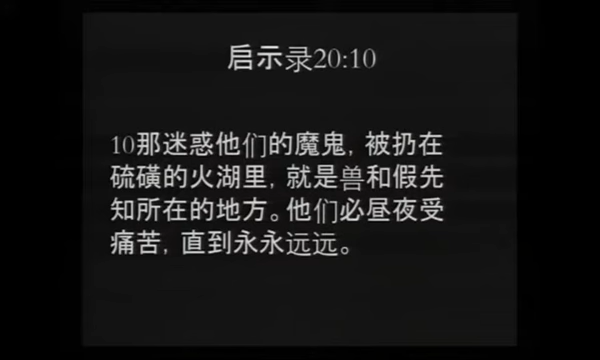 启示录20:10
10那迷惑他们的魔鬼，被扔在
硫磺的火湖里，就是兽和假先
知所在的地方。他们必昼夜受
痛苦，直到永永远远。